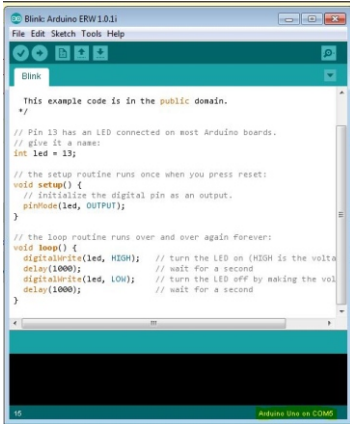 Blink: Arduino ERW 1.0.1i
File Edit Sketch Tools Help
Blink
This example code is in the public domain.
*/
// Pin 13 has an LED connected on most Arduino boards.
// give it a name:
int led = 13;
// the setup routine runs once when you press reset:
void setup() {
// initialize the digital pin as an output.
pinMode(led, OUTPUT);
}
// the loop routine runs over and over again forever:
void loop() {
digitalWrite(led, HIGH); // turn the LED on (HIGH is the volta
delay(1000); // wait for a second
digitalWrite(led, LOW); // turn the LED off by making the vol
delay(1000); // wait for a second
}
15
Arduino Uno on COM5